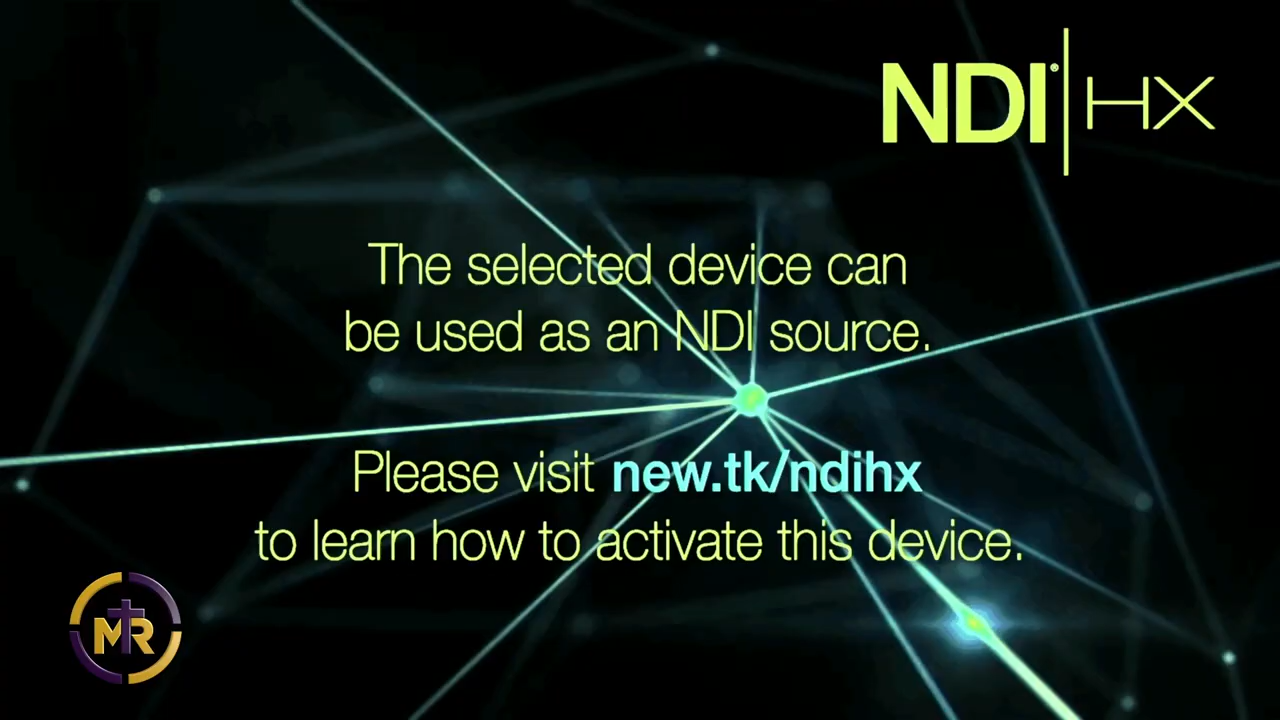 NDI® | HX
The selected device can
be used as an NDI source.
Please visit new.tk/ndihx
to learn how to activate this device.
MR